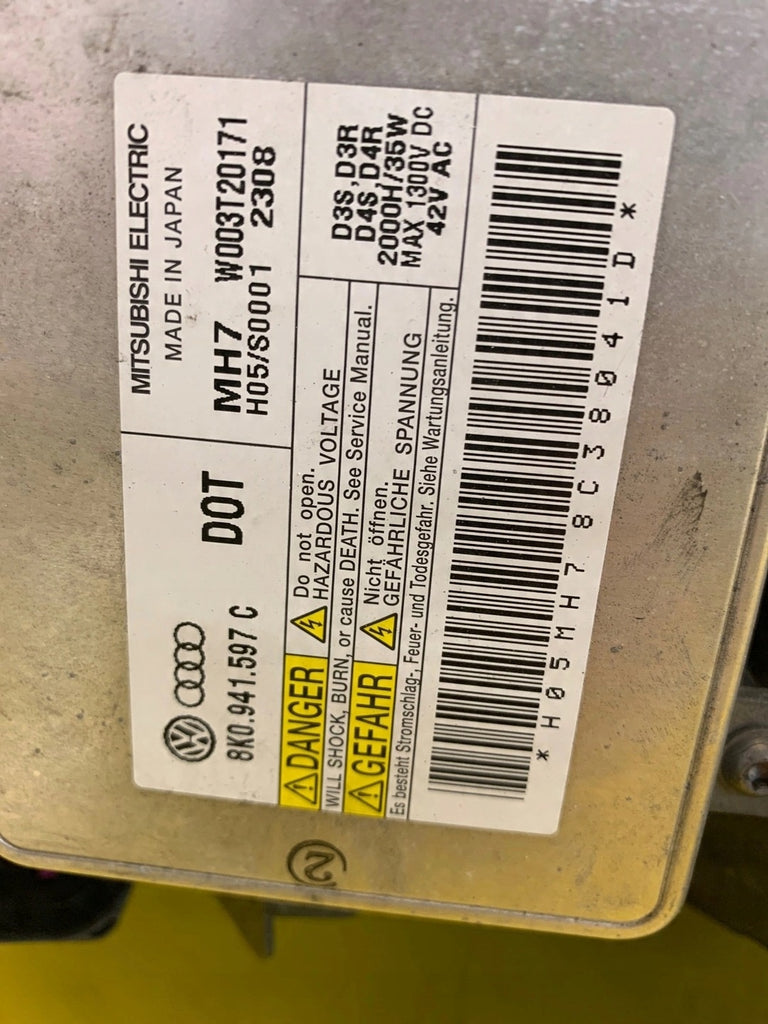 MITSUBISHI ELECTRIC
MADE IN JAPAN
MH7 W003T20171
H05/S0001 2308
DOT
8K0.941.597 C
D3S,D3R
D4S,D4R
2000H/35W
MAX 1300V DC
42V AC
DANGER
Do not open.
HAZARDOUS VOLTAGE
WILL SHOCK, BURN, or cause DEATH. See Service Manual.
GEFAHR
Nicht öffnen.
GEFÄHRLICHE SPANNUNG
Es besteht Stromschlag-, Feuer- und Todesgefahr. Siehe Wartungsanleitung.
*H05MH78C38041D*
2